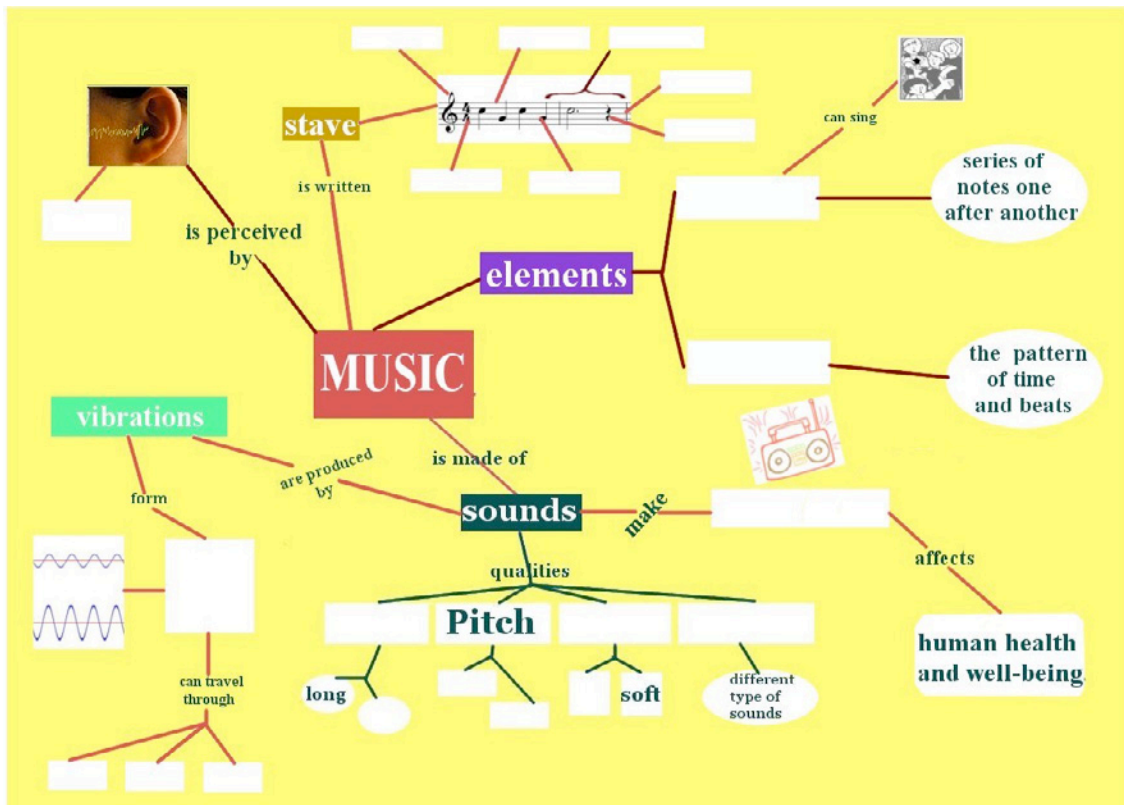 can sing
stave
series of
notes one
after another
is written
is perceived
by
elements
the pattern
of time
and beats
MUSIC
vibrations
is made of
are produced
by
form
sounds
make
affects
qualities
Pitch
human health
and well-being
can travel
through
long
soft
different
type of
sounds